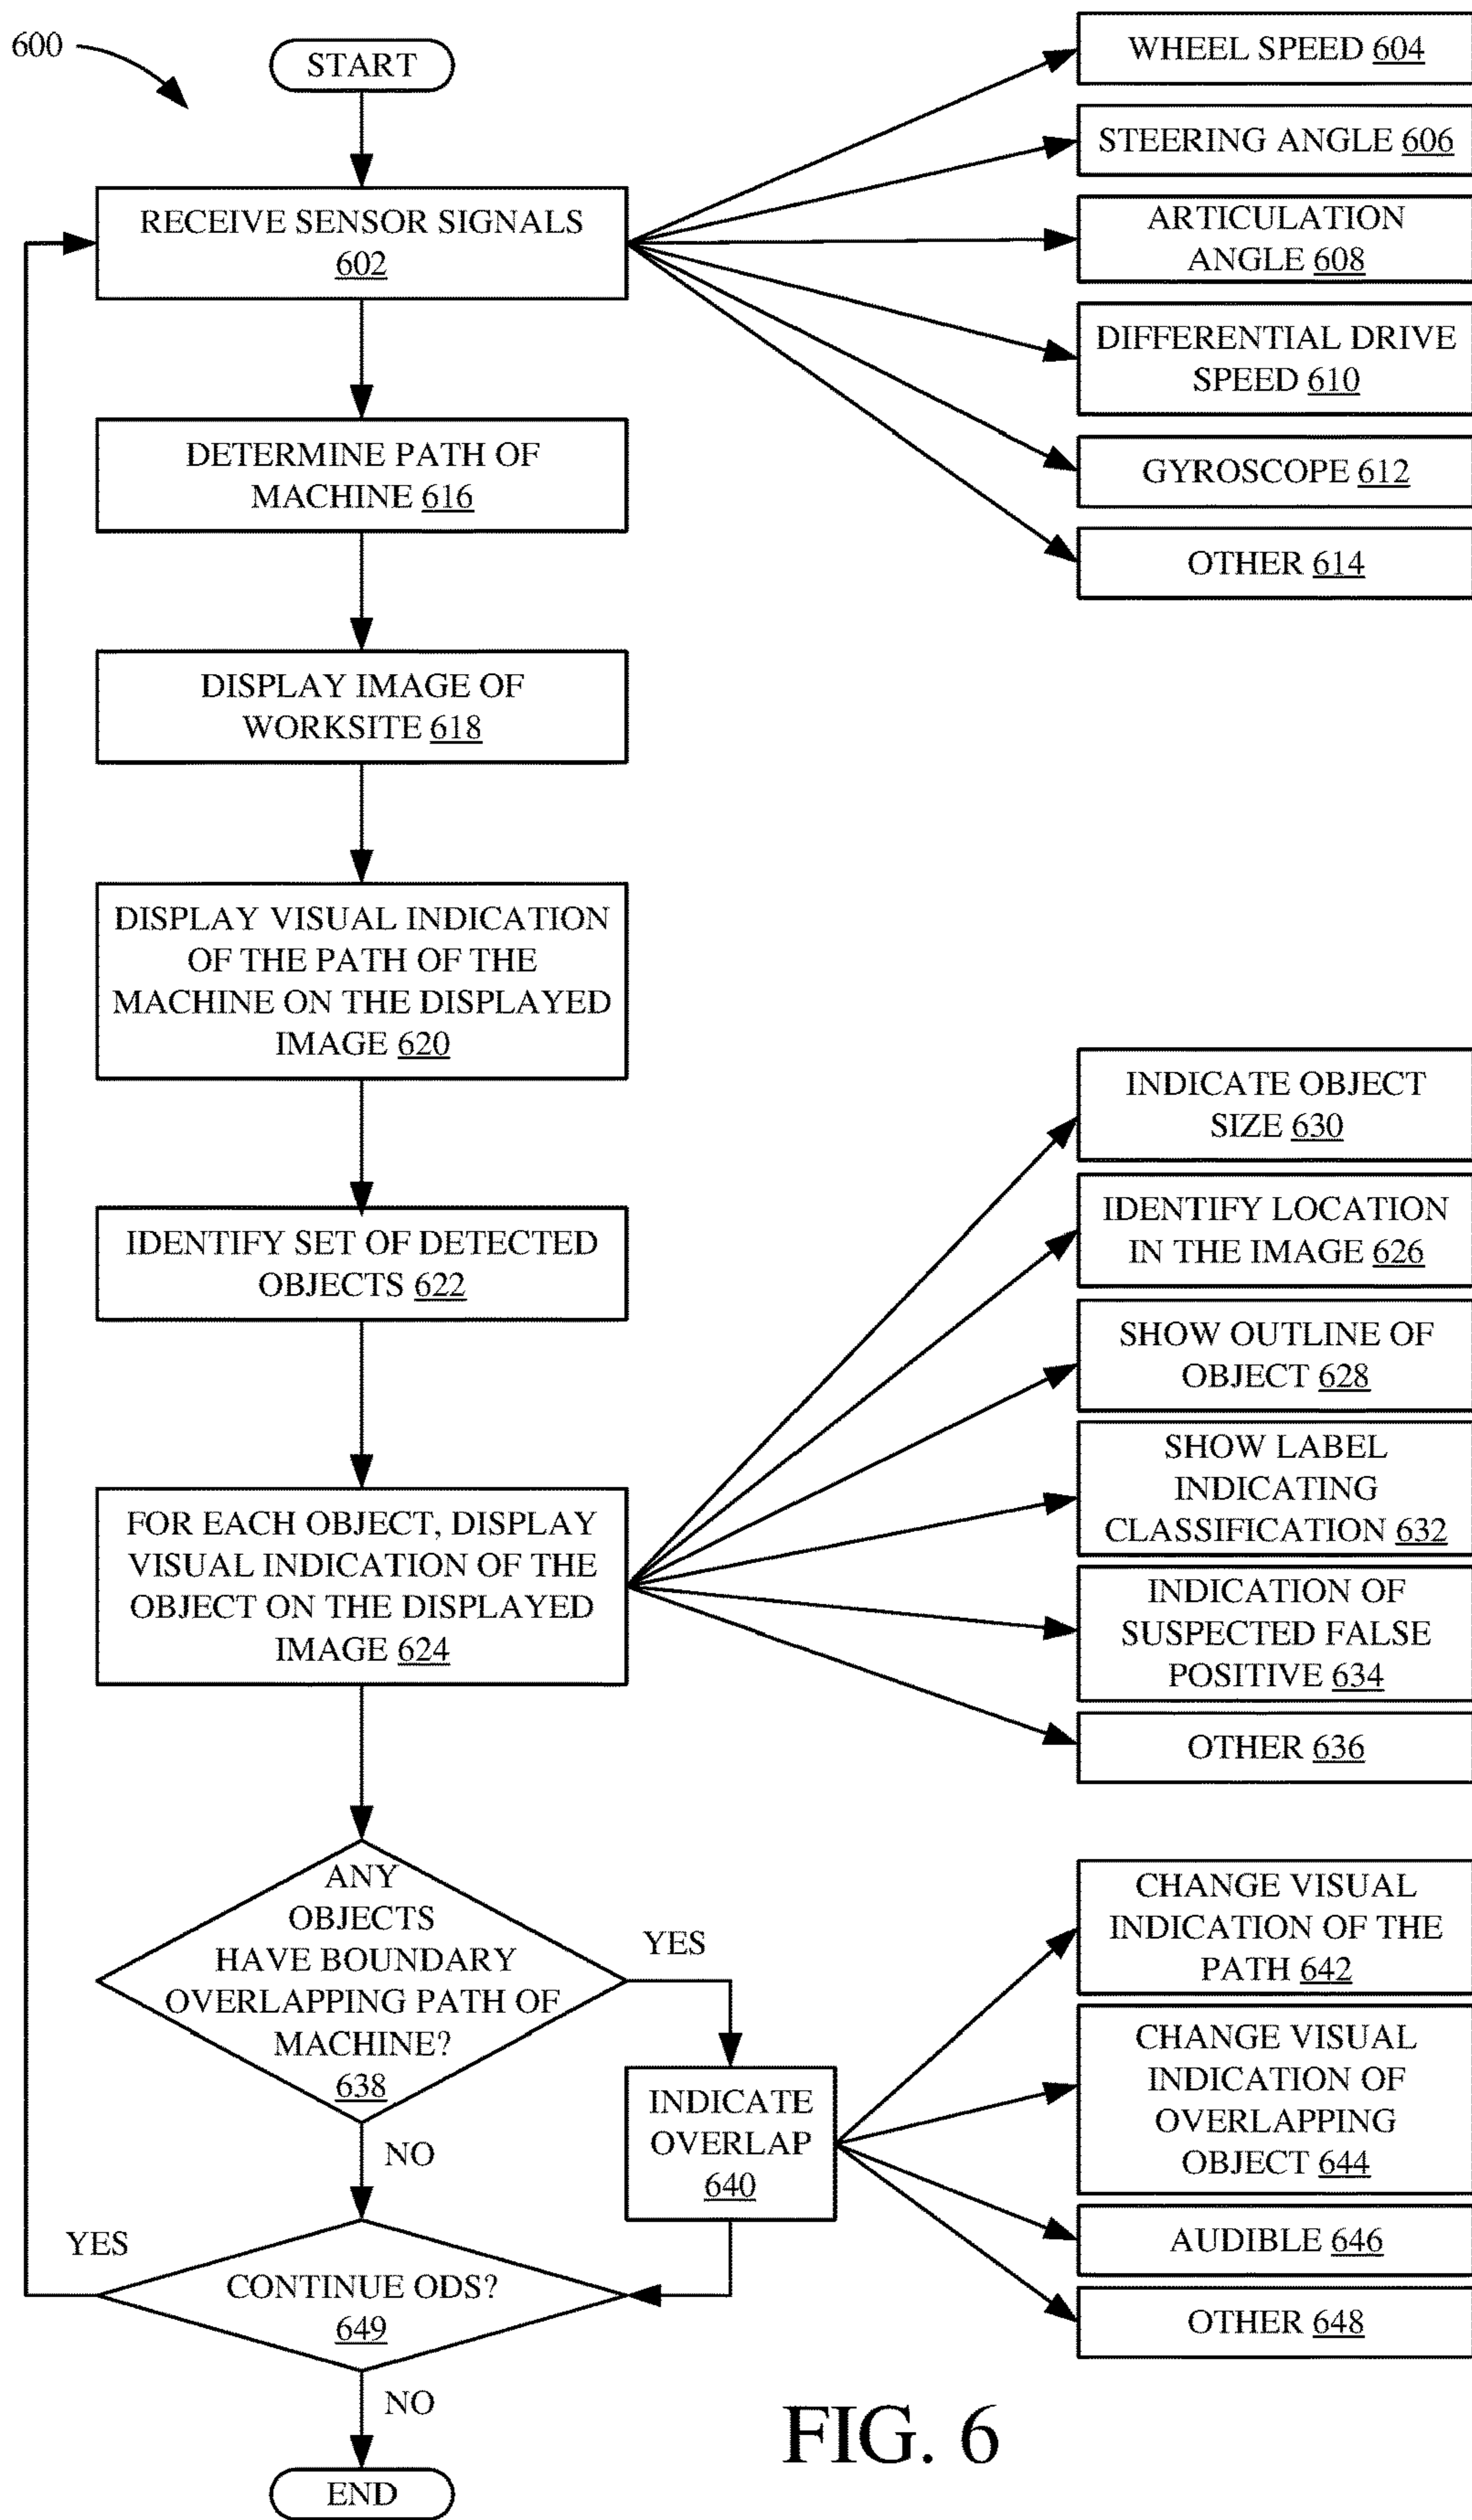 600
START
RECEIVE SENSOR SIGNALS
602
WHEEL SPEED 604
STEERING ANGLE 606
ARTICULATION
ANGLE 608
DIFFERENTIAL DRIVE
SPEED 610
GYROSCOPE 612
OTHER 614
DETERMINE PATH OF
MACHINE 616
DISPLAY IMAGE OF
WORKSITE 618
DISPLAY VISUAL INDICATION
OF THE PATH OF THE
MACHINE ON THE DISPLAYED
IMAGE 620
IDENTIFY SET OF DETECTED
OBJECTS 622
FOR EACH OBJECT, DISPLAY
VISUAL INDICATION OF THE
OBJECT ON THE DISPLAYED
IMAGE 624
INDICATE OBJECT
SIZE 630
IDENTIFY LOCATION
IN THE IMAGE 626
SHOW OUTLINE OF
OBJECT 628
SHOW LABEL
INDICATING
CLASSIFICATION 632
INDICATION OF
SUSPECTED FALSE
POSITIVE 634
OTHER 636
ANY
OBJECTS
HAVE BOUNDARY
OVERLAPPING PATH OF
MACHINE?
638
YES
NO
INDICATE
OVERLAP
640
CHANGE VISUAL
INDICATION OF THE
PATH 642
CHANGE VISUAL
INDICATION OF
OVERLAPPING
OBJECT 644
AUDIBLE 646
OTHER 648
YES
CONTINUE ODS?
649
NO
END
FIG. 6